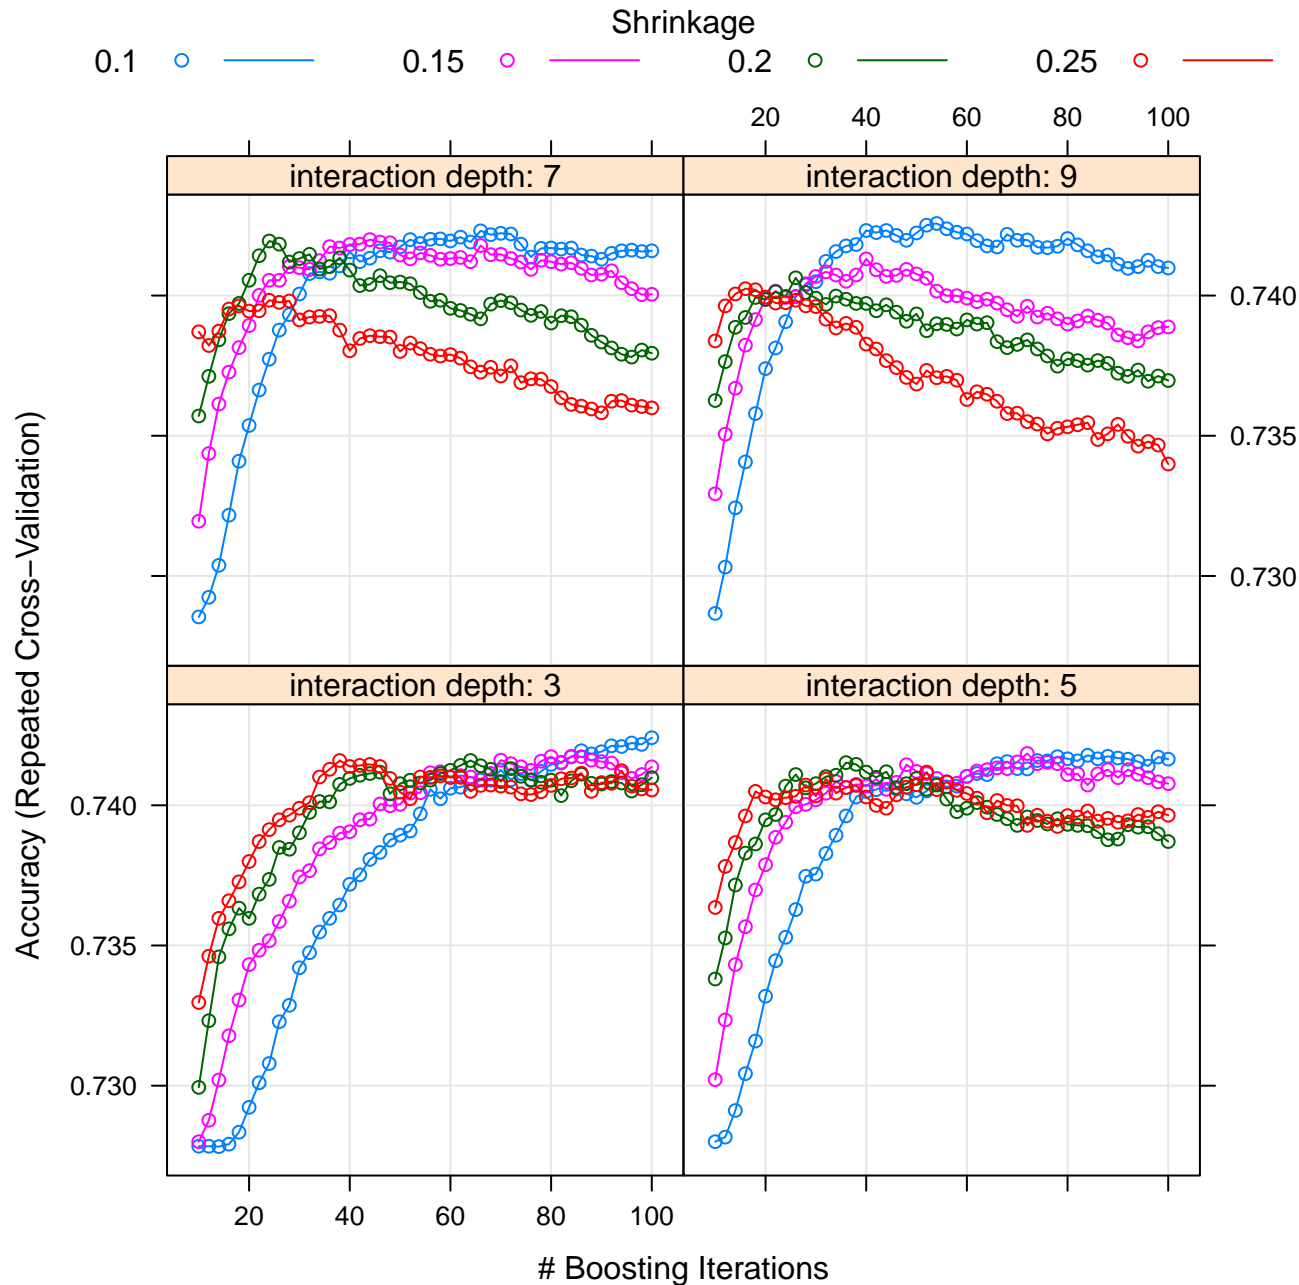 Shrinkage
0.1 0.15 0.2 0.25
20 40 60 80 100
interaction depth: 7 interaction depth: 9
0.740
0.735
0.730
interaction depth: 3 interaction depth: 5
0.740
0.735
0.730
20 40 60 80 100
Accuracy (Repeated Cross−Validation)
# Boosting Iterations